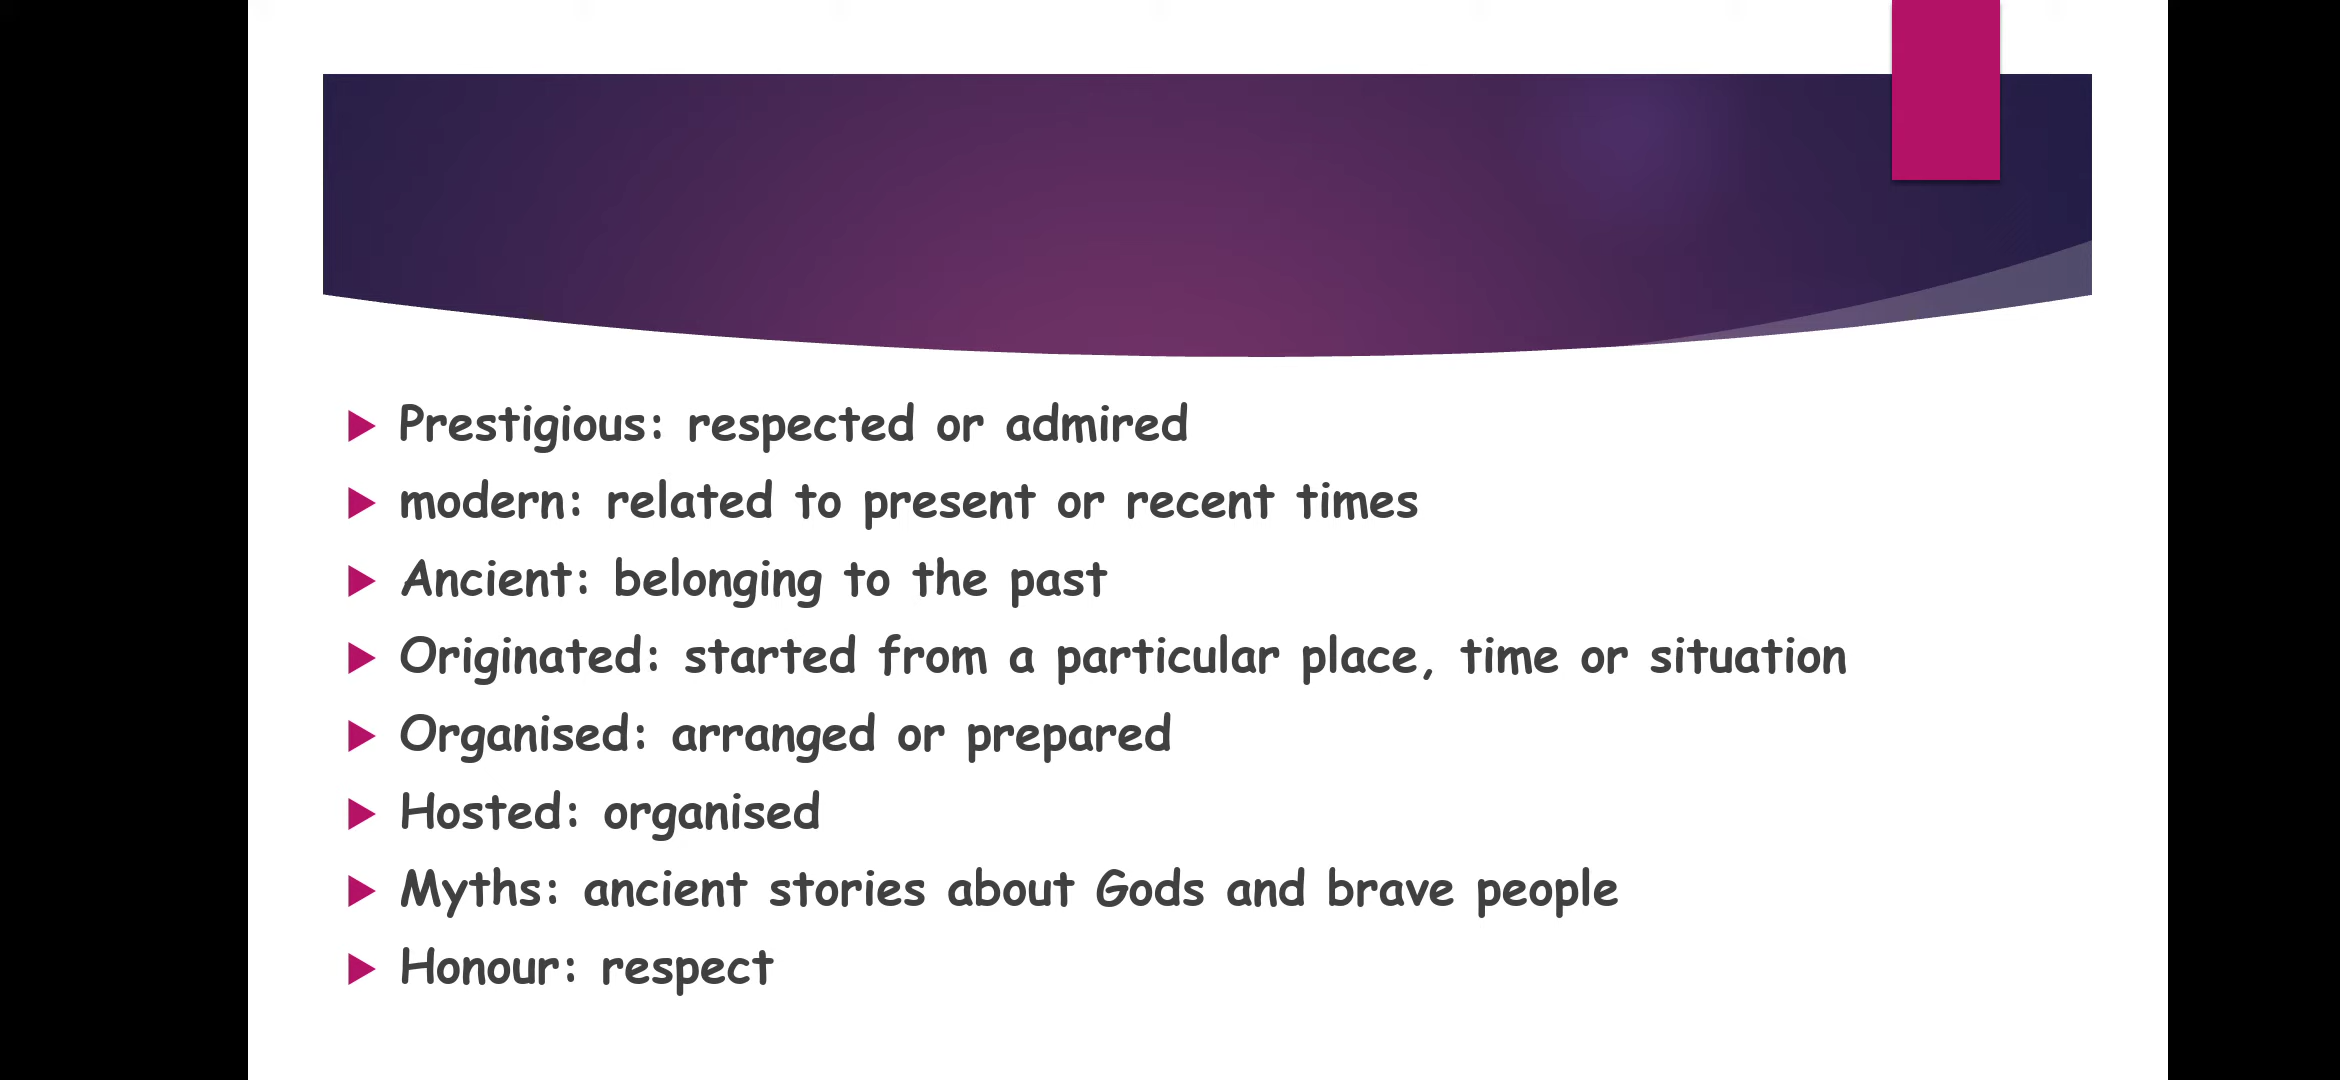 Prestigious: respected or admired
modern: related to present or recent times
Ancient: belonging to the past
Originated: started from a particular place, time or situation
Organised: arranged or prepared
Hosted: organised
Myths: ancient stories about Gods and brave people
Honour: respect